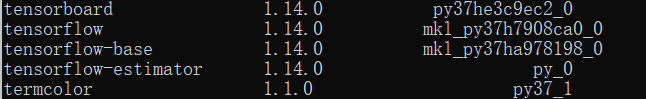 tensorboard 1.14.0 py37he3c9ec2_0
tensorflow 1.14.0 mkl_py37h7908ca0_0
tensorflow-base 1.14.0 mkl_py37ha978198_0
tensorflow-estimator 1.14.0 py_0
termcolor 1.1.0 py37_1